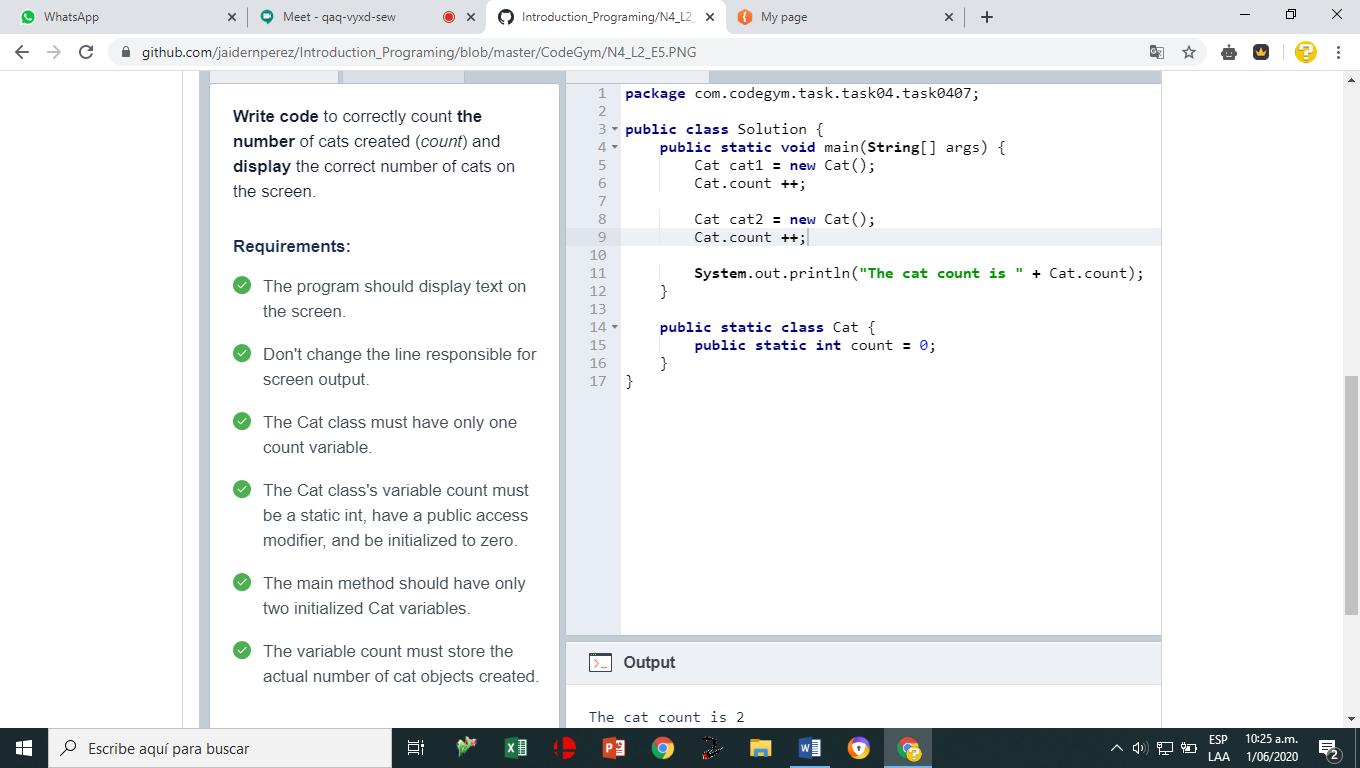 WhatsApp
Meet - qaq-vyxd-sew
Introduction_Programing/N4_L2_
My page
github.com/jaidernperez/Introduction_Programing/blob/master/CodeGym/N4_L2_E5.PNG
Write code to correctly count the
number of cats created (count) and
display the correct number of cats on
the screen.
Requirements:
The program should display text on
the screen.
Don't change the line responsible for
screen output.
The Cat class must have only one
count variable.
The Cat class's variable count must
be a static int, have a public access
modifier, and be initialized to zero.
The main method should have only
two initialized Cat variables.
The variable count must store the
actual number of cat objects created.
1 package com.codegym.task.task04.task0407;
2
3 public class Solution {
4 public static void main(String[] args) {
5 Cat cat1 = new Cat();
6 Cat.count ++;
7
8 Cat cat2 = new Cat();
9 Cat.count ++;
10
11 System.out.println("The cat count is " + Cat.count);
12 }
13
14 public static class Cat {
15 public static int count = 0;
16 }
17 }
Output
The cat count is 2
Escribe aquí para buscar
ESP
LAA
10:25 a.m.
1/06/2020
2